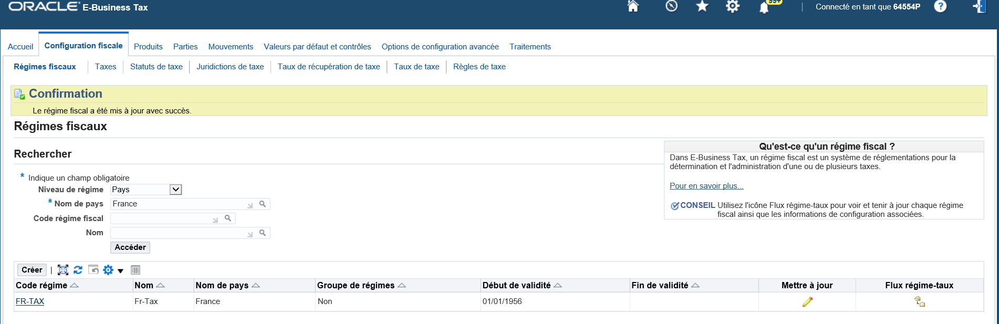 ORACLE® E-Business Tax
99+
Connecté en tant que 64554P
Accueil Configuration fiscale Produits Parties Mouvements Valeurs par défaut et contrôles Options de configuration avancée Traitements
Régimes fiscaux Taxes Statuts de taxe Juridictions de taxe Taux de récupération de taxe Taux de taxe Règles de taxe
Confirmation
Le régime fiscal a été mis à jour avec succès.
Régimes fiscaux
Rechercher
* Indique un champ obligatoire
Niveau de régime Pays
* Nom de pays France
Code régime fiscal
Nom
Accéder
Qu'est-ce qu'un régime fiscal ?
Dans E-Business Tax, un régime fiscal est un système de réglementations pour la
détermination et l'administration d'une ou de plusieurs taxes.
Pour en savoir plus...
CONSEIL Utilisez l'icône Flux régime-taux pour voir et tenir à jour chaque régime
fiscal ainsi que les informations de configuration associées.
Créer |
Code régime Nom Nom de pays Groupe de régimes Début de validité Fin de validité Mettre à jour Flux régime-taux
FR-TAX Fr-Tax France Non 01/01/1956